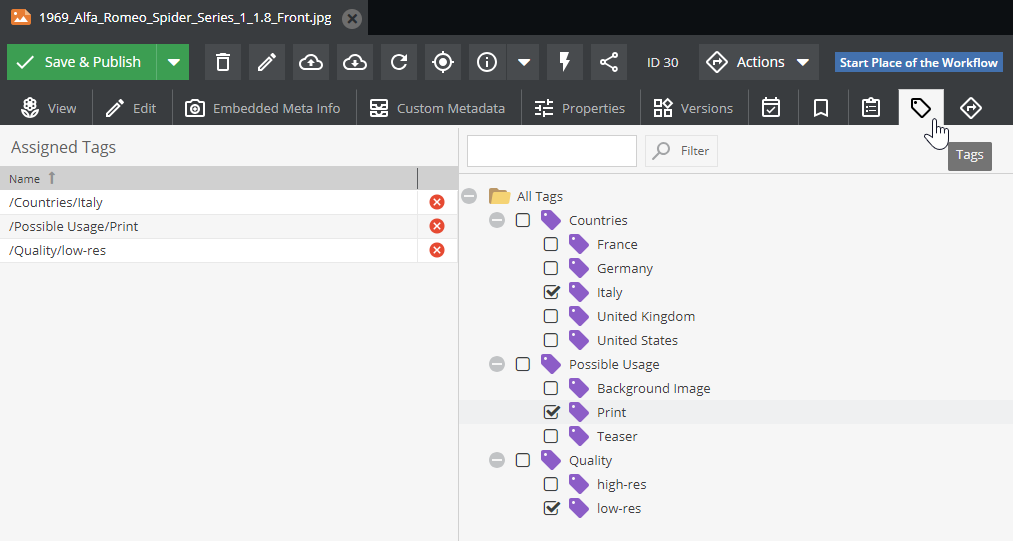 1969_Alfa_Romeo_Spider_Series_1_1.8_Front.jpg
Save & Publish ID 30 Actions Start Place of the Workflow
View Edit Embedded Meta Info Custom Metadata Properties Versions
Tags
Assigned Tags
Name
/Countries/Italy
/Possible Usage/Print
/Quality/low-res
Filter
All Tags
Countries
France
Germany
Italy
United Kingdom
United States
Possible Usage
Background Image
Print
Teaser
Quality
high-res
low-res